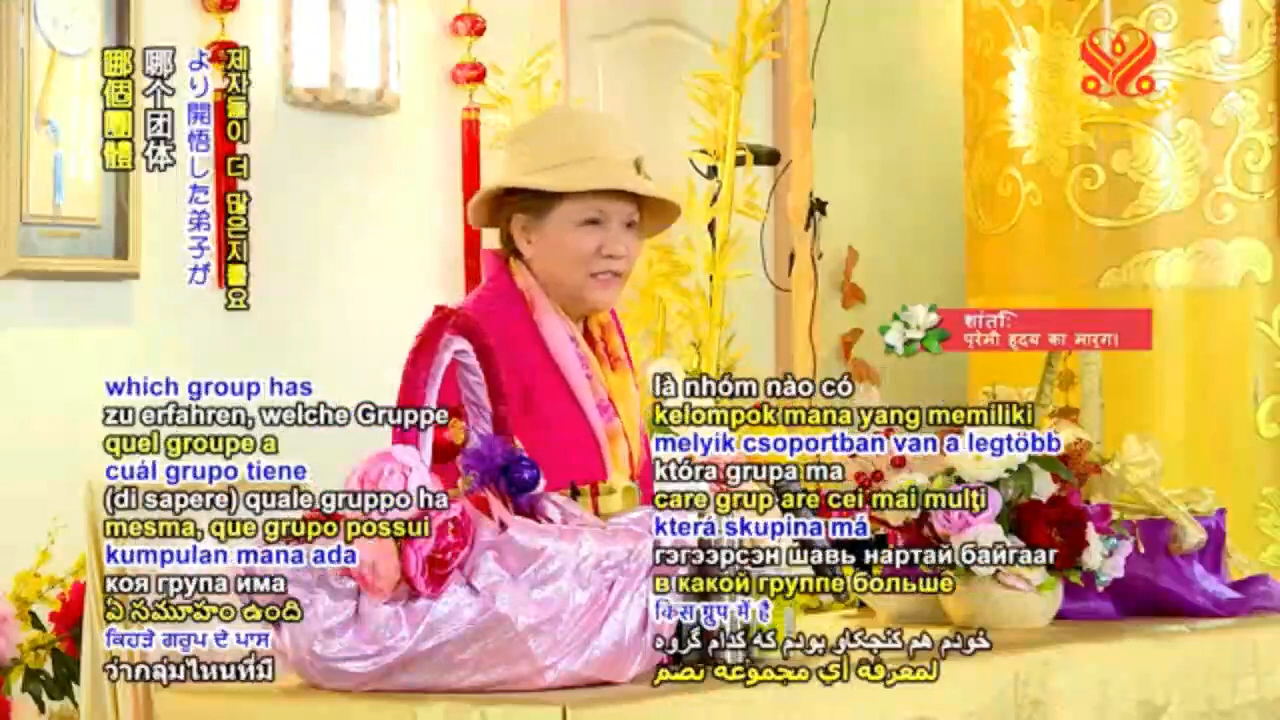 제자들이 더 많은지를요
より開悟した弟子が
哪个团体
哪個團體
शांति:
प्रेमी हृदय का मार्ग।
which group has
zu erfahren, welche Gruppe
quel groupe a
cuál grupo tiene
(di sapere) quale gruppo ha
mesma, que grupo possui
kumpulan mana ada
коя група има
ఏ సమూహం ఉంది
ਕਿਹੜੇ ਗਰੁਪ ਦੇ ਪਾਸ
ว่ากลุ่มไหนที่มี
là nhóm nào có
kelompok mana yang memiliki
melyik csoportban van a legtöbb
która grupa ma
care grup are cei mai mulţi
která skupina má
гэгээрсэн шавь нартай байгааг
в какой группе больше
किस ग्रुप में है
خودم هم کنجکاو بودم که کدام گروه
لمعرفة أي مجموعة تضم